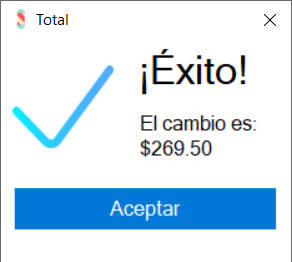 Total
¡Éxito!
El cambio es:
$269.50
Aceptar